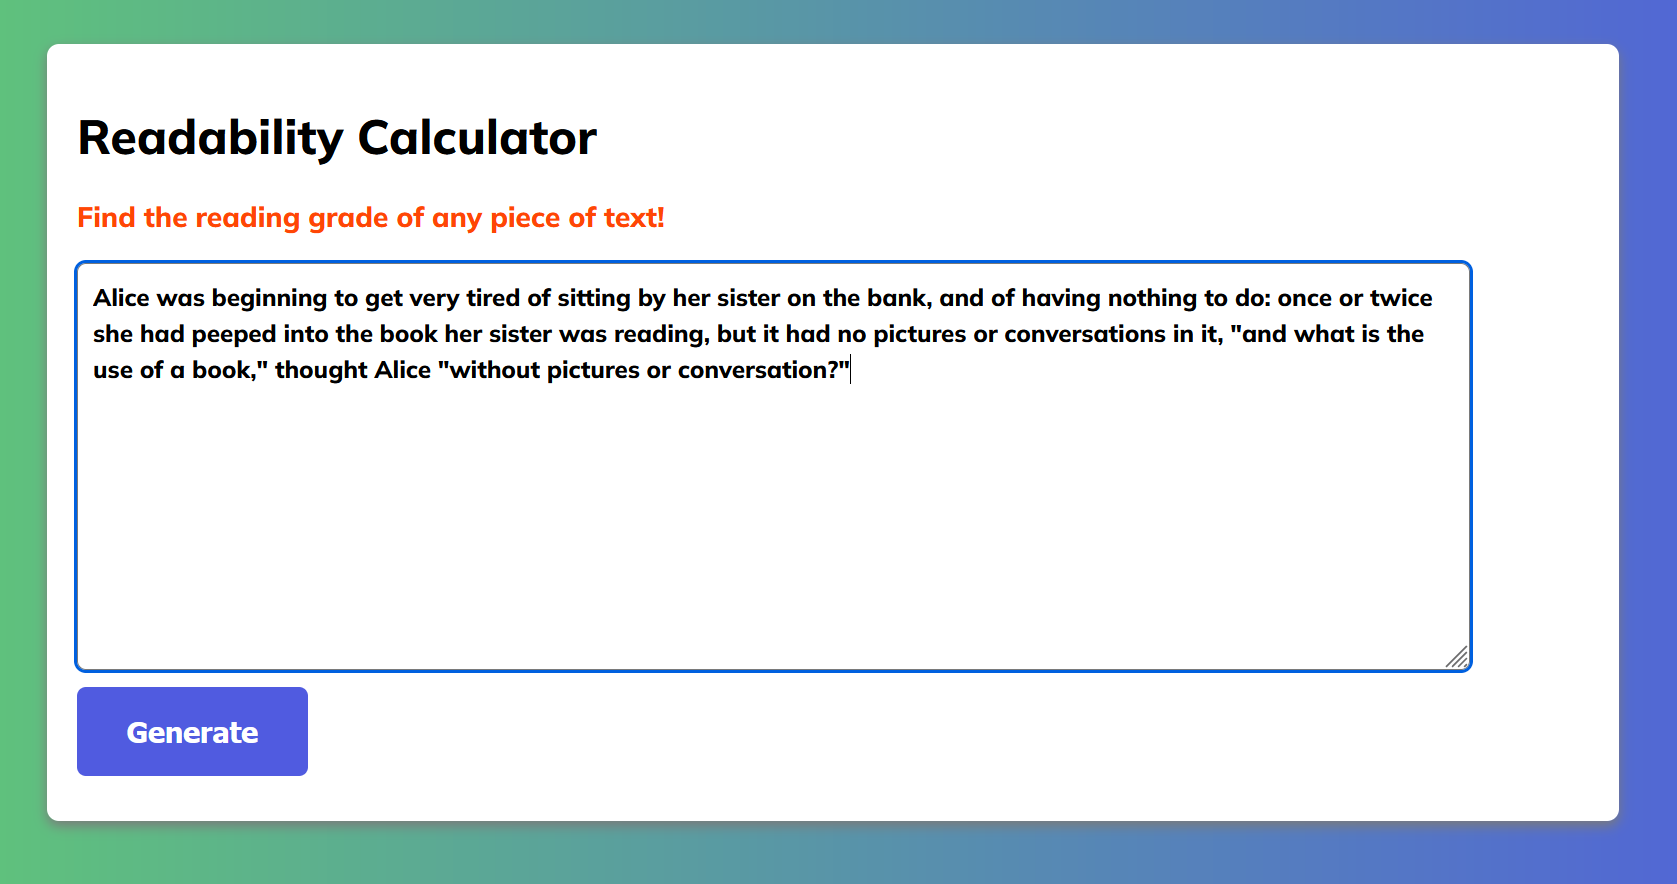 Readability Calculator
Find the reading grade of any piece of text!
Alice was beginning to get very tired of sitting by her sister on the bank, and of having nothing to do: once or twice
she had peeped into the book her sister was reading, but it had no pictures or conversations in it, "and what is the
use of a book," thought Alice "without pictures or conversation?"
Generate